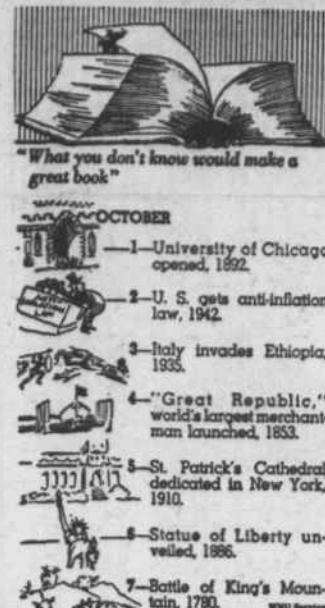 "What you don't know would make a
great book"
OCTOBER
1—University of Chicago
opened, 1892.
2—U. S. gets anti-inflation
law, 1942.
3—Italy invades Ethiopia,
1935.
4—"Great Republic,"
world's largest merchant-
man launched, 1853.
5—St. Patrick's Cathedral
dedicated in New York,
1910.
6—Statue of Liberty un-
veiled, 1886.
7—Battle of King's Moun-
tain, 1780.